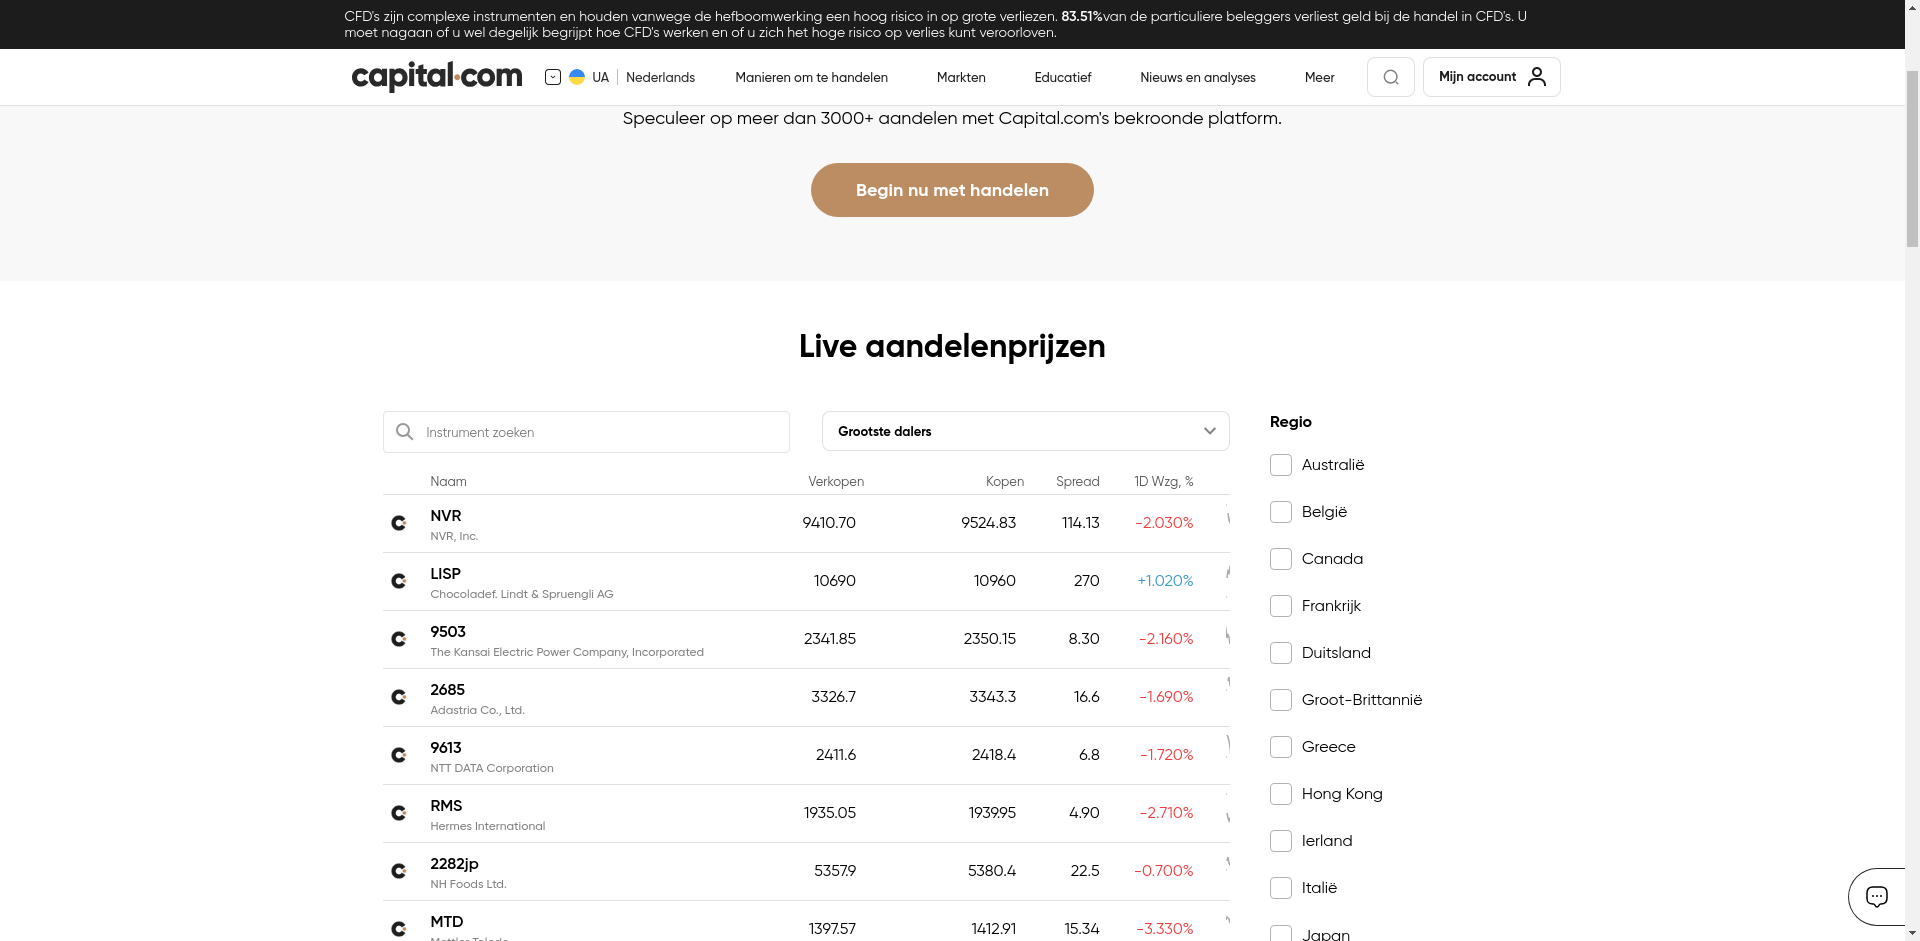 CFD's zijn complexe instrumenten en houden vanwege de hefboomwerking een hoog risico in op grote verliezen. 83.51%van de particuliere beleggers verliest geld bij de handel in CFD's. U
moet nagaan of u wel degelijk begrijpt hoe CFD's werken en of u zich het hoge risico op verlies kunt veroorloven.
capital.com UA Nederlands Manieren om te handelen Markten Educatief Nieuws en analyses Meer Mijn account
Speculeer op meer dan 3000+ aandelen met Capital.com's bekroonde platform.
Begin nu met handelen
Live aandelenprijzen
Instrument zoeken
Grootste dalers
Naam Verkopen Kopen Spread 1D Wzg, %
NVR 9410.70 9524.83 114.13 -2.030%
NVR, Inc.
LISP 10690 10960 270 +1.020%
Chocoladef. Lindt & Spruengli AG
9503 2341.85 2350.15 8.30 -2.160%
The Kansai Electric Power Company, Incorporated
2685 3326.7 3343.3 16.6 -1.690%
Adastria Co., Ltd.
9613 2411.6 2418.4 6.8 -1.720%
NTT DATA Corporation
RMS 1935.05 1939.95 4.90 -2.710%
Hermes International
2282jp 5357.9 5380.4 22.5 -0.700%
NH Foods Ltd.
MTD 1397.57 1412.91 15.34 -3.330%
Regio
Australië
België
Canada
Frankrijk
Duitsland
Groot-Brittannië
Greece
Hong Kong
Ierland
Italië
Japan